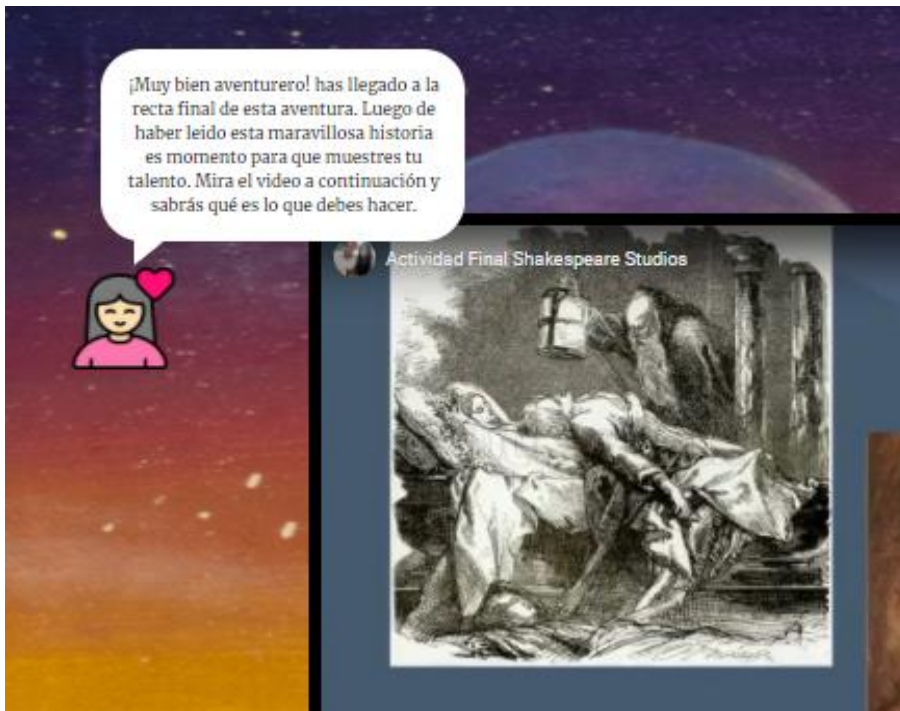 ¡Muy bien aventurero! has llegado a la
recta final de esta aventura. Luego de
haber leido esta maravillosa historia
es momento para que muestres tu
talento. Mira el video a continuación y
sabrás qué es lo que debes hacer.
Actividad Final Shakespeare Studios